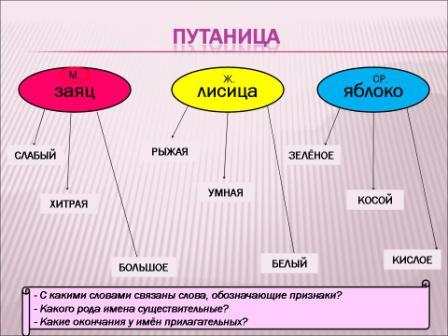 ПУТАНИЦА
М.
заяц
Ж.
лисица
СР.
яблоко
СЛАБЫЙ
РЫЖАЯ
ЗЕЛЁНОЕ
ХИТРАЯ
УМНАЯ
КОСОЙ
БОЛЬШОЕ
БЕЛЫЙ
КИСЛОЕ
- С какими словами связаны слова, обозначающие признаки?
- Какого рода имена существительные?
- Какие окончания у имён прилагательных?